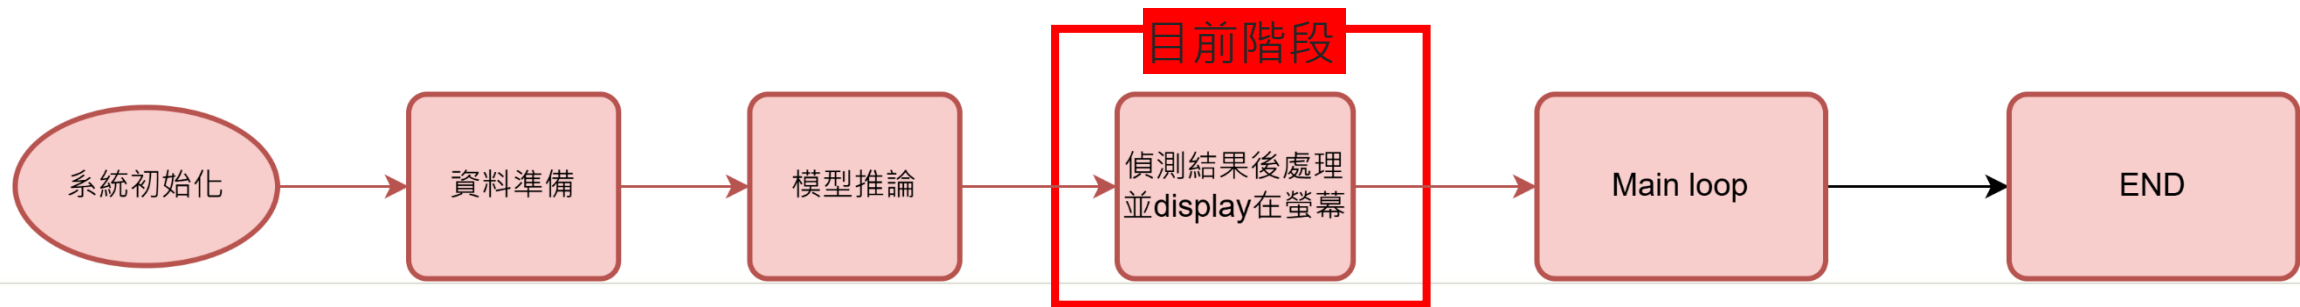 目前階段
系統初始化
資料準備
模型推論
偵測結果後處理
並display在螢幕
Main loop
END